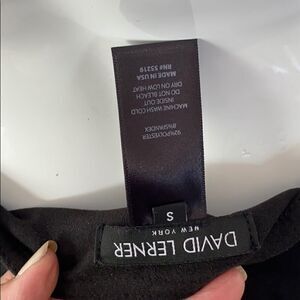 DAVID LERNER
NEW YORK
S
92%POLYESTER
8%SPANDEX
MACHINE WASH COLD
INSIDE OUT
DO NOT BLEACH
DRY ON LOW HEAT
MADE IN USA
RN# 55219